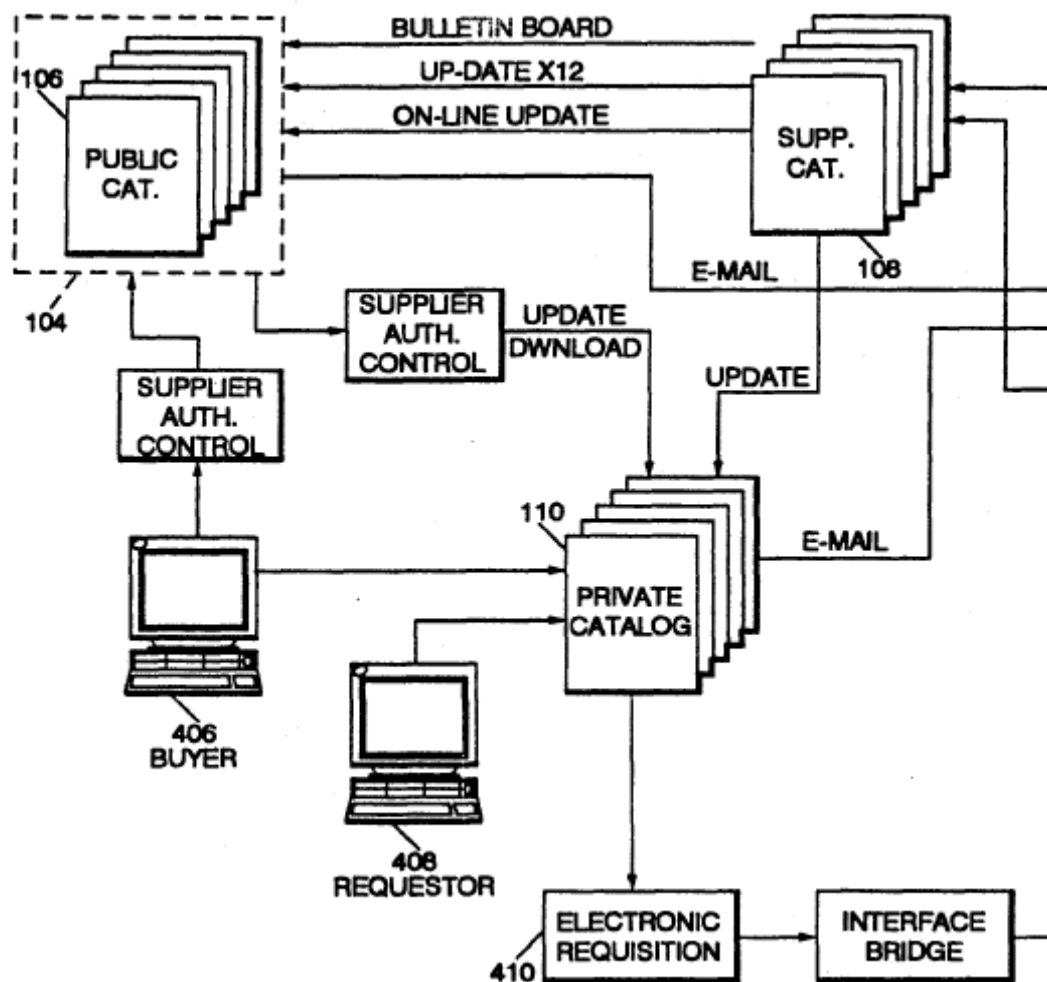 BULLETIN BOARD
106
UP-DATE X12
ON-LINE UPDATE
PUBLIC
CAT.
SUPP.
CAT.
108
E-MAIL
104
SUPPLIER
AUTH.
CONTROL
UPDATE
DWNLOAD
SUPPLIER
AUTH.
CONTROL
UPDATE
110
E-MAIL
PRIVATE
CATALOG
406
BUYER
408
REQUESTOR
ELECTRONIC
REQUISITION
410
INTERFACE
BRIDGE